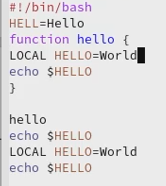 #!/bin/bash
HELL=Hello
function hello {
LOCAL HELLO=World
echo $HELLO
}

hello
echo $HELLO
LOCAL HELLO=World
echo $HELLO